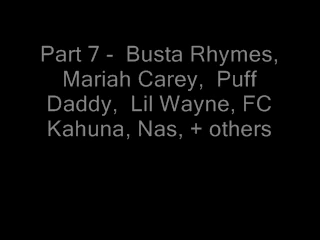 Part 7 -  Busta Rhymes,
Mariah Carey,  Puff
Daddy,  Lil Wayne, FC
Kahuna, Nas, + others